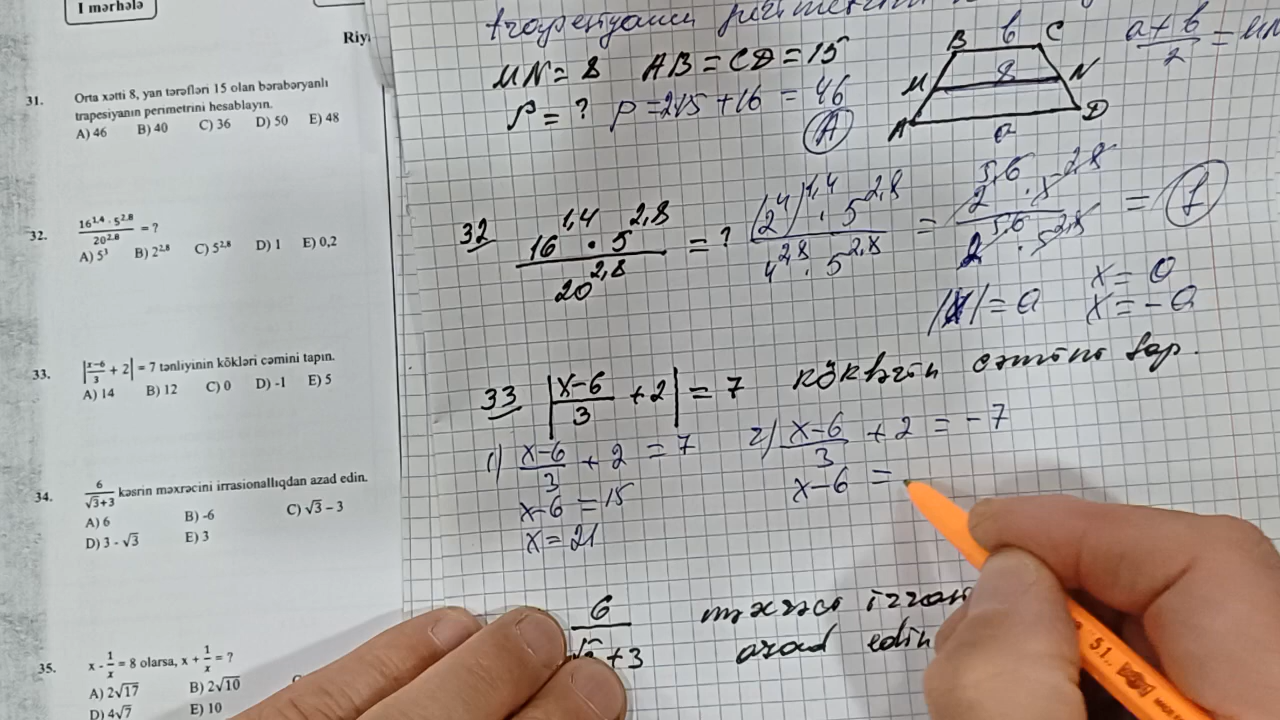 I mərhələ
Riy
31.
Orta xətti 8, yan tərəfləri 15 olan bərabəryanlı
trapesiyanın perimetrini hesablayın.
A) 46 B) 40 C) 36 D) 50 E) 48
32.
16^1,4 · 5^2,8 / 20^2,8 = ?
A) 5^3 B) 2^2,8 C) 5^2,8 D) 1 E) 0,2
33.
|x−6/3 + 2| = 7 tənliyinin kökləri cəmini tapın.
A) 14 B) 12 C) 0 D) -1 E) 5
34.
6/√3+3 kəsrin məxrəcini irrasionallıqdan azad edin.
A) 6 B) -6 C) √3 − 3
D) 3 - √3 E) 3
35.
x - 1/x = 8 olarsa, x + 1/x = ?
A) 2√17 B) 2√10
D) 4√7 E) 10
trapesiyanın perimetrini
MN = 8 AB = CD = 15
P = ? P = 2·15 + 16 = 46
A
B b C
M 8 N
A a D
a + b / 2 = MN
32 16^1,4 · 5^2,8 / 20^2,8 = ? (2^4)^1,4 · 5^2,8 / 4^2,8 · 5^2,8 = 2^5,6 · 5^2,8 / 2^5,6 · 5^2,8 = 1
|x| = a x = a
x = -a
33 |x−6/3 + 2| = 7 köklərin cəmini tap.
1) x−6/3 + 2 = 7 2) x−6/3 + 2 = −7
x−6 = 15 x−6 =
x = 21
6/√ +3 məxrəci
azad edin
5.1..